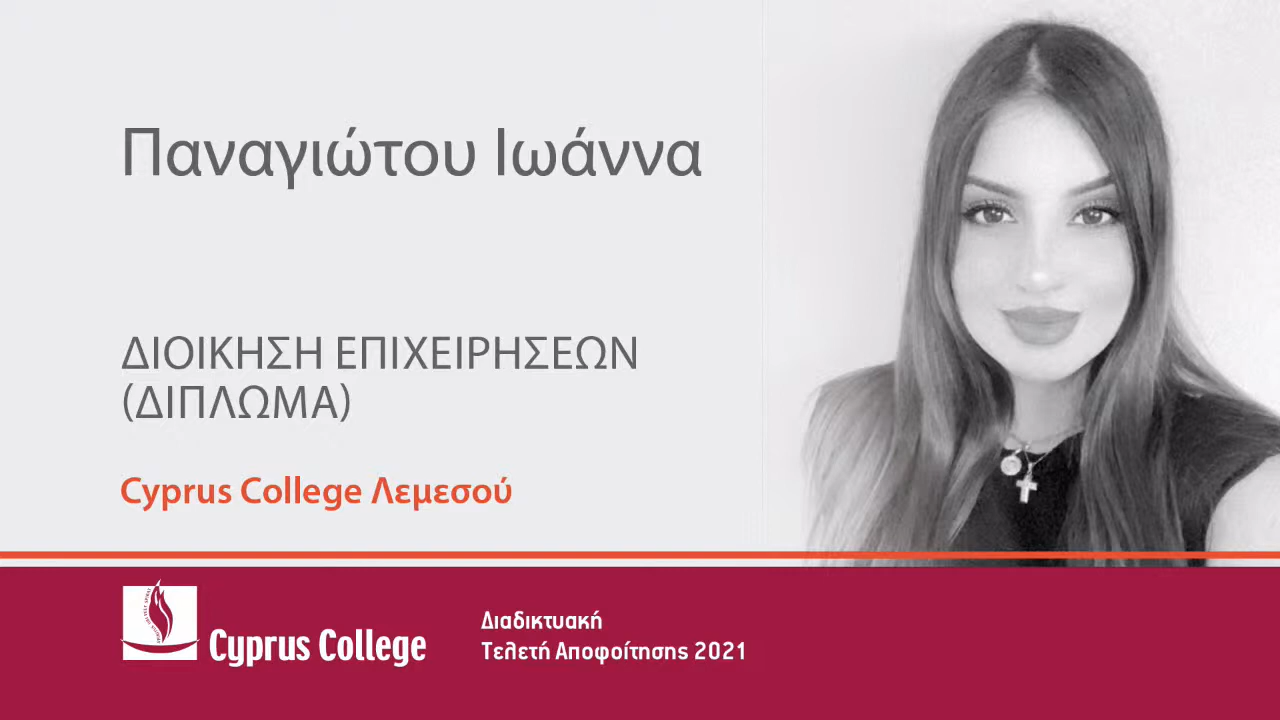 Παναγιώτου Ιωάννα
ΔΙΟΙΚΗΣΗ ΕΠΙΧΕΙΡΗΣΕΩΝ
(ΔΙΠΛΩΜΑ)
Cyprus College Λεμεσού
Cyprus College
Διαδικτυακή
Τελετή Αποφοίτησης 2021